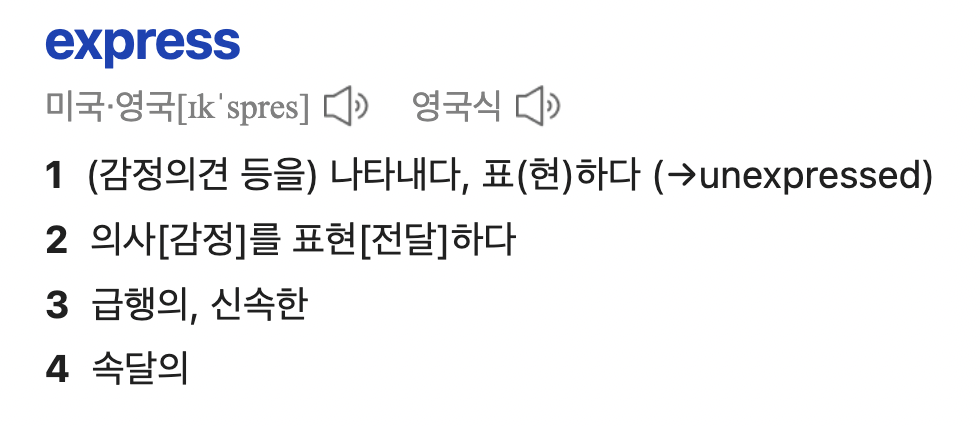 express
미국·영국[ɪkˈspres] 영국식
1 (감정의견 등을) 나타내다, 표(현)하다 (→unexpressed)
2 의사[감정]를 표현[전달]하다
3 급행의, 신속한
4 속달의